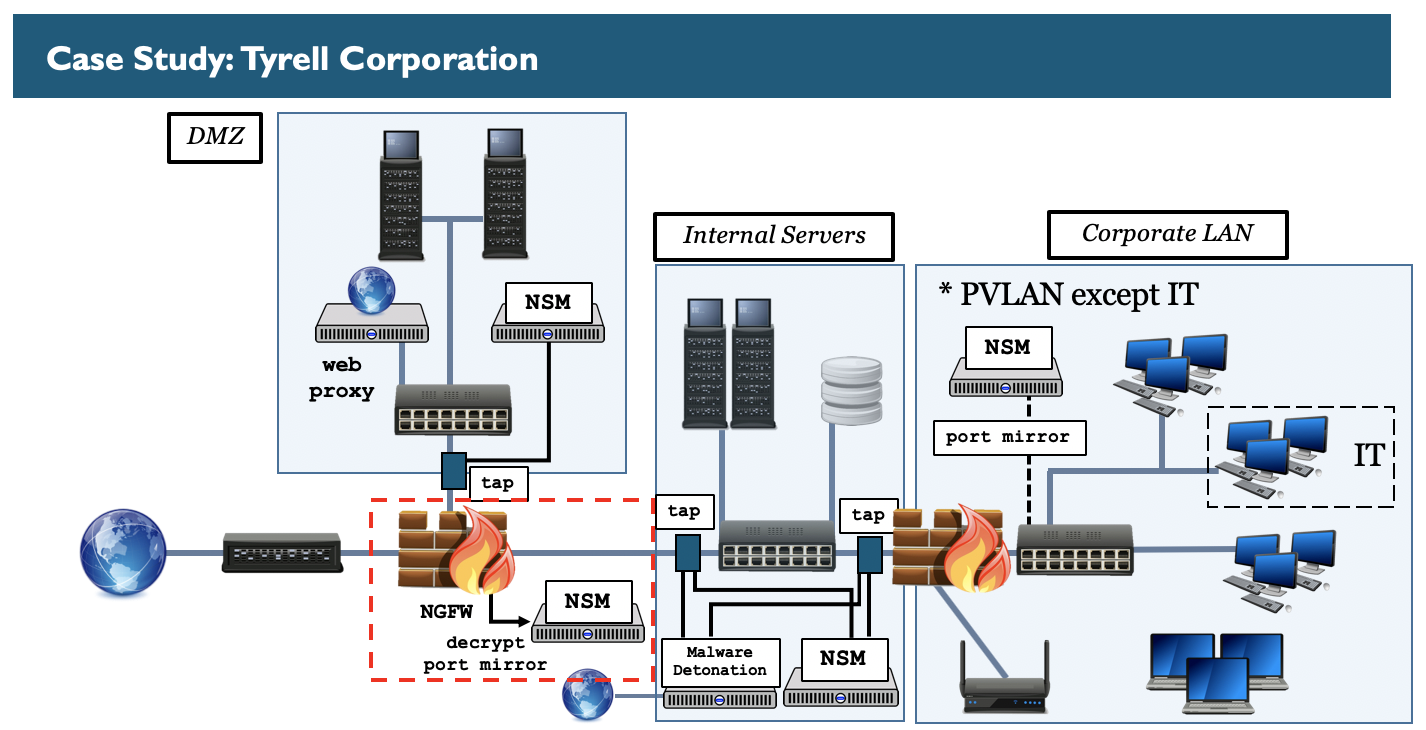 Case Study: Tyrell Corporation
DMZ
NSM
web
proxy
tap
Internal Servers
Corporate LAN
* PVLAN except IT
NSM
port mirror
IT
tap
tap
NGFW
NSM
decrypt
port mirror
Malware
Detonation
NSM